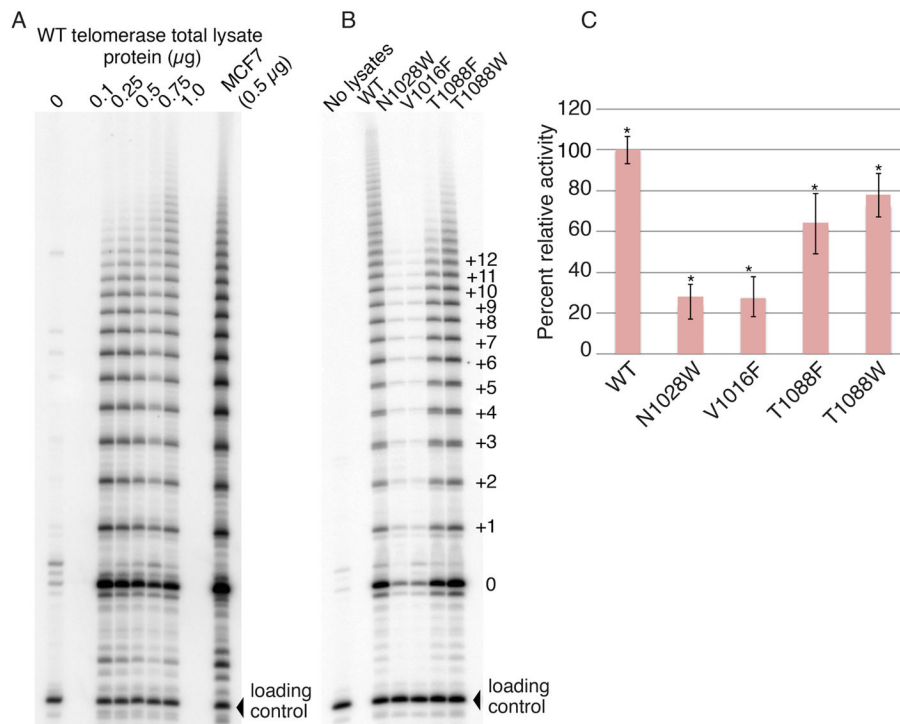 A
WT telomerase total lysate
protein (µg)
0
0.1
0.25
0.5
0.75
1.0
MCF7
(0.5 µg)
loading
control
B
No lysates
WT
N1028W
V1016F
T1088F
T1088W
+12
+11
+10
+9
+8
+7
+6
+5
+4
+3
+2
+1
0
loading
control
C
Percent relative activity
120
100
80
60
40
20
0
*
*
*
*
*
WT
N1028W
V1016F
T1088F
T1088W